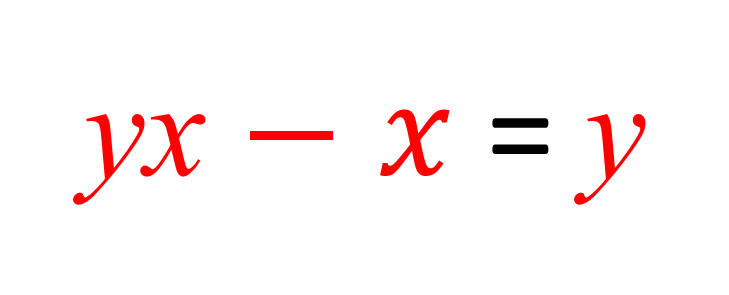 yx − x = y